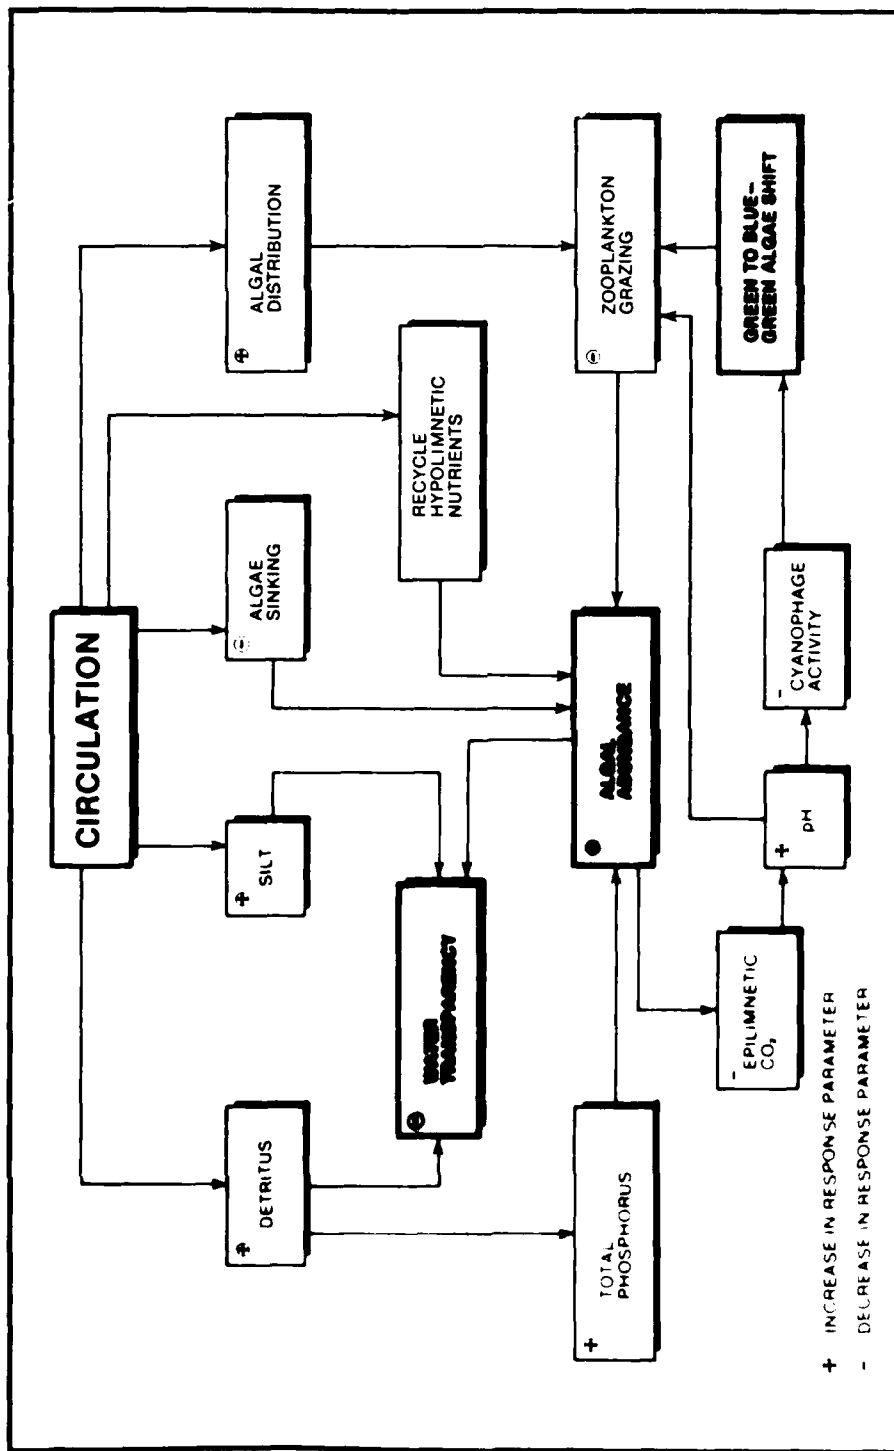 CIRCULATION
+
DETRITUS
+
SILT
-
ALGAE
SINKING
+
ALGAL
DISTRIBUTION
WATER
TRANSPARENCY
RECYCLE
HYPOLIMNETIC
NUTRIENTS
+
TOTAL
PHOSPHORUS
ALGAL
ABUNDANCE
-
ZOOPLANKTON
GRAZING
-
EPILIMNETIC
CO₂
+
pH
-
CYANOPHAGE
ACTIVITY
GREEN TO BLUE-
GREEN ALGAE SHIFT
+ INCREASE IN RESPONSE PARAMETER
- DECREASE IN RESPONSE PARAMETER